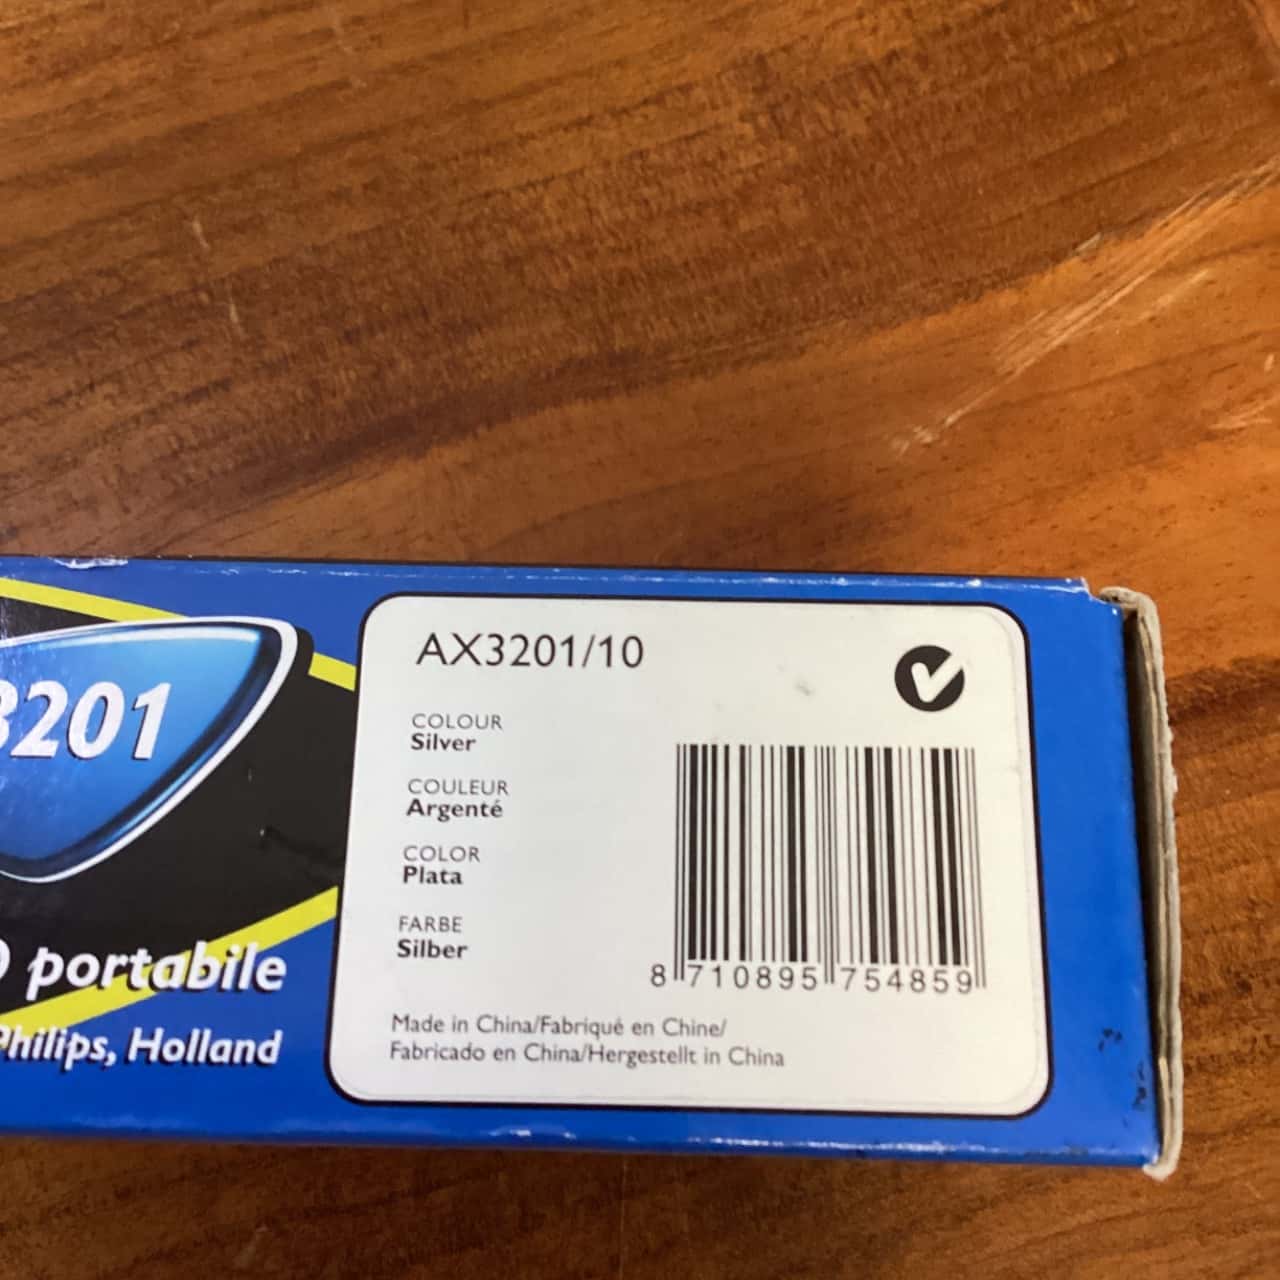 3201
portabile
Philips, Holland
AX3201/10
COLOUR
Silver
COULEUR
Argenté
COLOR
Plata
FARBE
Silber
8 710895 754859
Made in China/Fabriqué en Chine/
Fabricado en China/Hergestellt in China